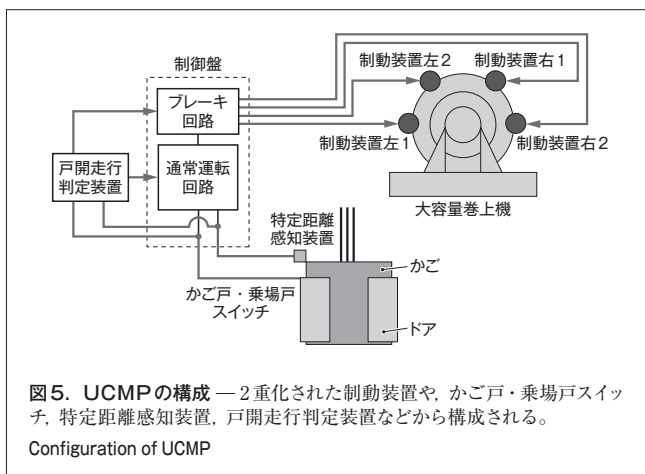 制御盤
ブレーキ
回路
通常運転
回路
戸開走行
判定装置
制動装置左2
制動装置右1
制動装置左1
制動装置右2
大容量巻上機
特定距離
感知装置
かご
かご戸・乗場戸
スイッチ
ドア
図5. UCMPの構成 — 2重化された制動装置や, かご戸・乗場戸スイッ
チ, 特定距離感知装置, 戸開走行判定装置などから構成される。
Configuration of UCMP